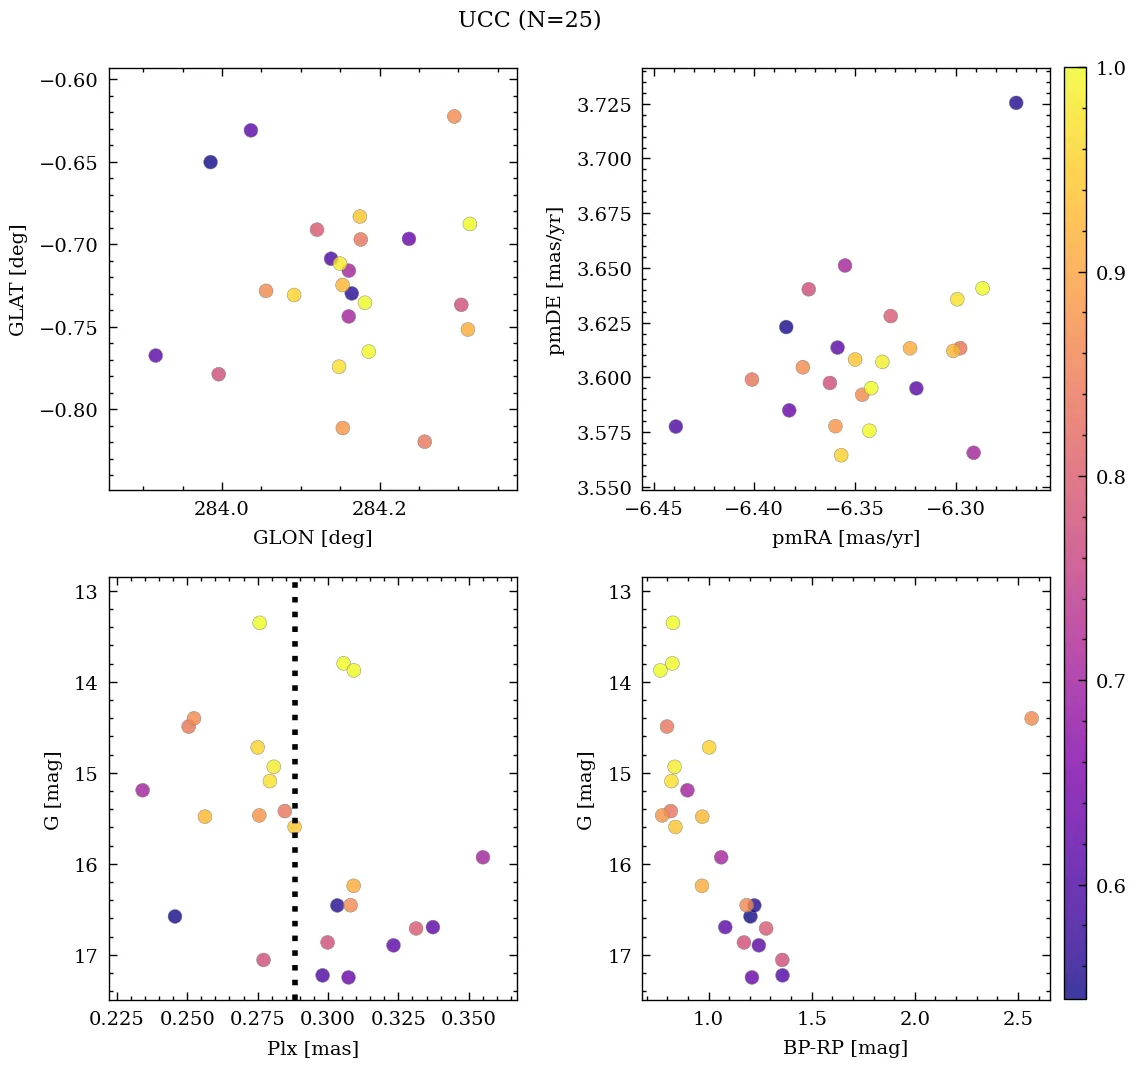 UCC (N=25)
−0.60
−0.65
−0.70
−0.75
−0.80
GLAT [deg]
284.0 284.2
GLON [deg]
3.725
3.700
3.675
3.650
3.625
3.600
3.575
3.550
pmDE [mas/yr]
−6.45 −6.40 −6.35 −6.30
pmRA [mas/yr]
1.0
0.9
0.8
0.7
0.6
13
14
15
16
17
G [mag]
0.225 0.250 0.275 0.300 0.325 0.350
Plx [mas]
13
14
15
16
17
G [mag]
1.0 1.5 2.0 2.5
BP-RP [mag]